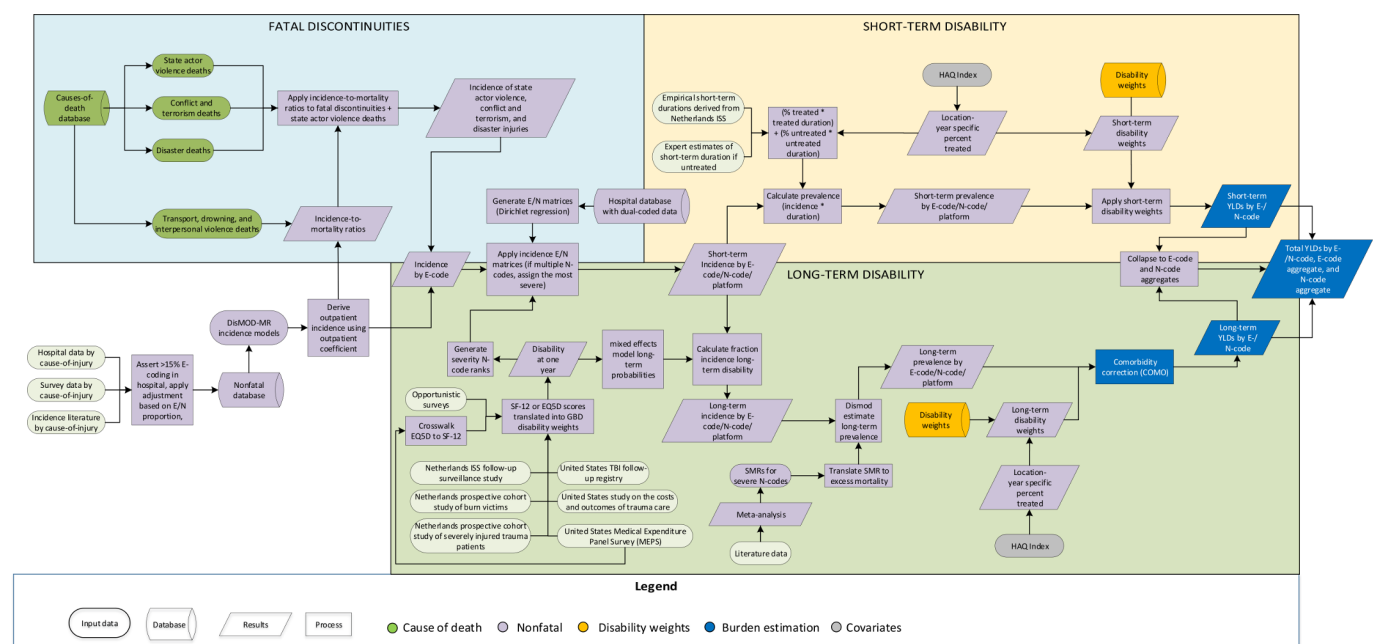 FATAL DISCONTINUITIES
State actor
violence deaths
Causes-of-
death
database
Conflict and
terrorism deaths
Disaster deaths
Transport, drowning, and
interpersonal violence deaths
Apply incidence-to-mortality
ratios to fatal discontinuities +
state actor violence deaths
Incidence of state
actor violence,
conflict and
terrorism, and
disaster injuries
Incidence-to-
mortality ratios
Generate E/N matrices
(Dirichlet regression)
Hospital database
with dual-coded data
SHORT-TERM DISABILITY
Empirical short-term
durations derived from
Netherlands ISS
Expert estimates of
short-term duration if
untreated
(% treated *
treated duration)
+ (% untreated *
untreated
duration)
HAQ Index
Location-
year specific
percent
treated
Disability
weights
Short-term
disability
weights
Calculate prevalence
(incidence *
duration)
Short-term prevalence
by E-code/N-code/
platform
Apply short-term
disability weights
Short-term
YLDs by E-/
N-code
Total YLDs by E-
/N-code, E-code
aggregate, and
N-code
aggregate
Incidence
by E-code
Apply incidence E/N
matrices (if multiple N-
codes, assign the most
severe)
Short-term
Incidence by E-
code/N-code/
platform
LONG-TERM DISABILITY
Collapse to E-code
and N-code
aggregates
Long-term
YLDs by E-/
N-code
Hospital data by
cause-of-injury
Survey data by
cause-of-injury
Incidence literature
by cause-of-injury
Assert >15% E-
coding in
hospital, apply
adjustment
based on E/N
proportion,
DisMOD-MR
incidence models
Nonfatal
database
Derive
outpatient
incidence using
outpatient
coefficient
Generate
severity N-
code ranks
Disability
at one
year
mixed effects
model long-
term
probabilities
Calculate fraction
incidence long-
term disability
Long-term
prevalence by
E-code/N-code/
platform
Comorbidity
correction (COMO)
Opportunistic
surveys
Crosswalk
EQ5D to SF-12
SF-12 or EQ5D scores
translated into GBD
disability weights
Long-term
incidence by E-
code/N-code/
platform
Dismod
estimate
long-term
prevalence
Disability
weights
Long-term
disability
weights
Netherlands ISS follow-up
surveillance study
United States TBI follow-
up registry
Netherlands prospective cohort
study of burn victims
United States study on the costs
and outcomes of trauma care
Netherlands prospective cohort
study of severely injured trauma
patients
United States Medical Expenditure
Panel Survey (MEPS)
SMRs for
severe N-codes
Translate SMR to
excess mortality
Meta-analysis
Literature data
Location-
year specific
percent
treated
HAQ Index
Legend
Input data
Database
Results
Process
Cause of death
Nonfatal
Disability weights
Burden estimation
Covariates